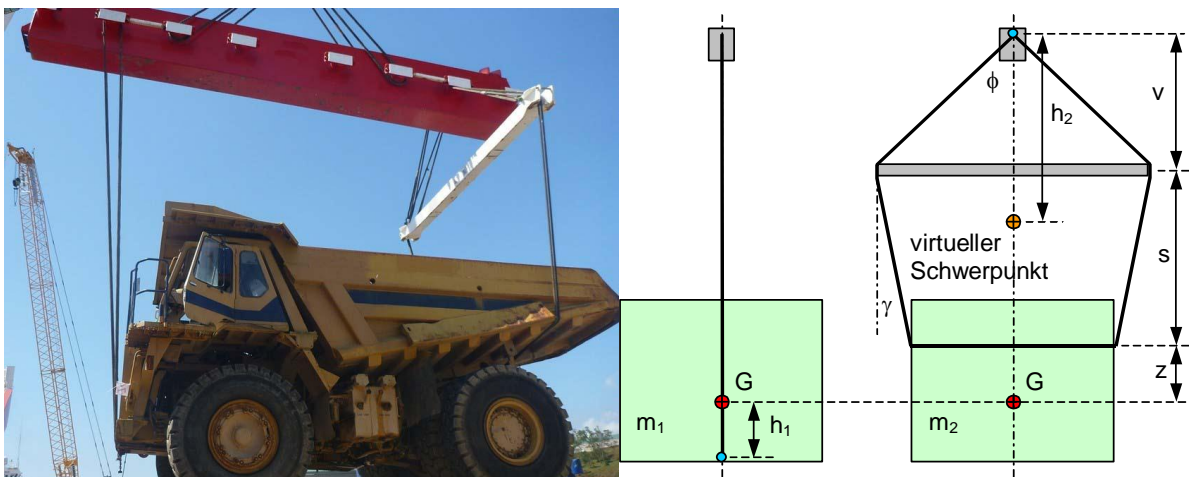 ϕ
v
h₂
virtueller
Schwerpunkt
s
γ
G
G
z
m₁
h₁
m₂